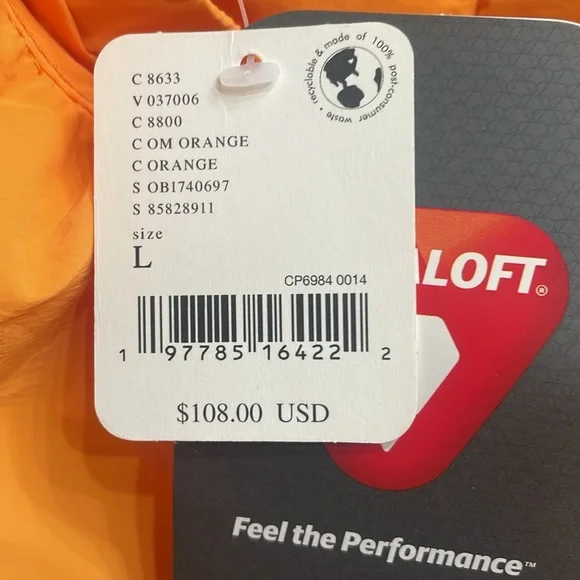 recyclable & made of 100% post-consumer waste •
C 8633
V 037006
C 8800
C OM ORANGE
C ORANGE
S OB1740697
S 85828911
size
L
CP6984 0014
1 97785 16422 2
$108.00 USD
ALOFT®
Feel the Performance™